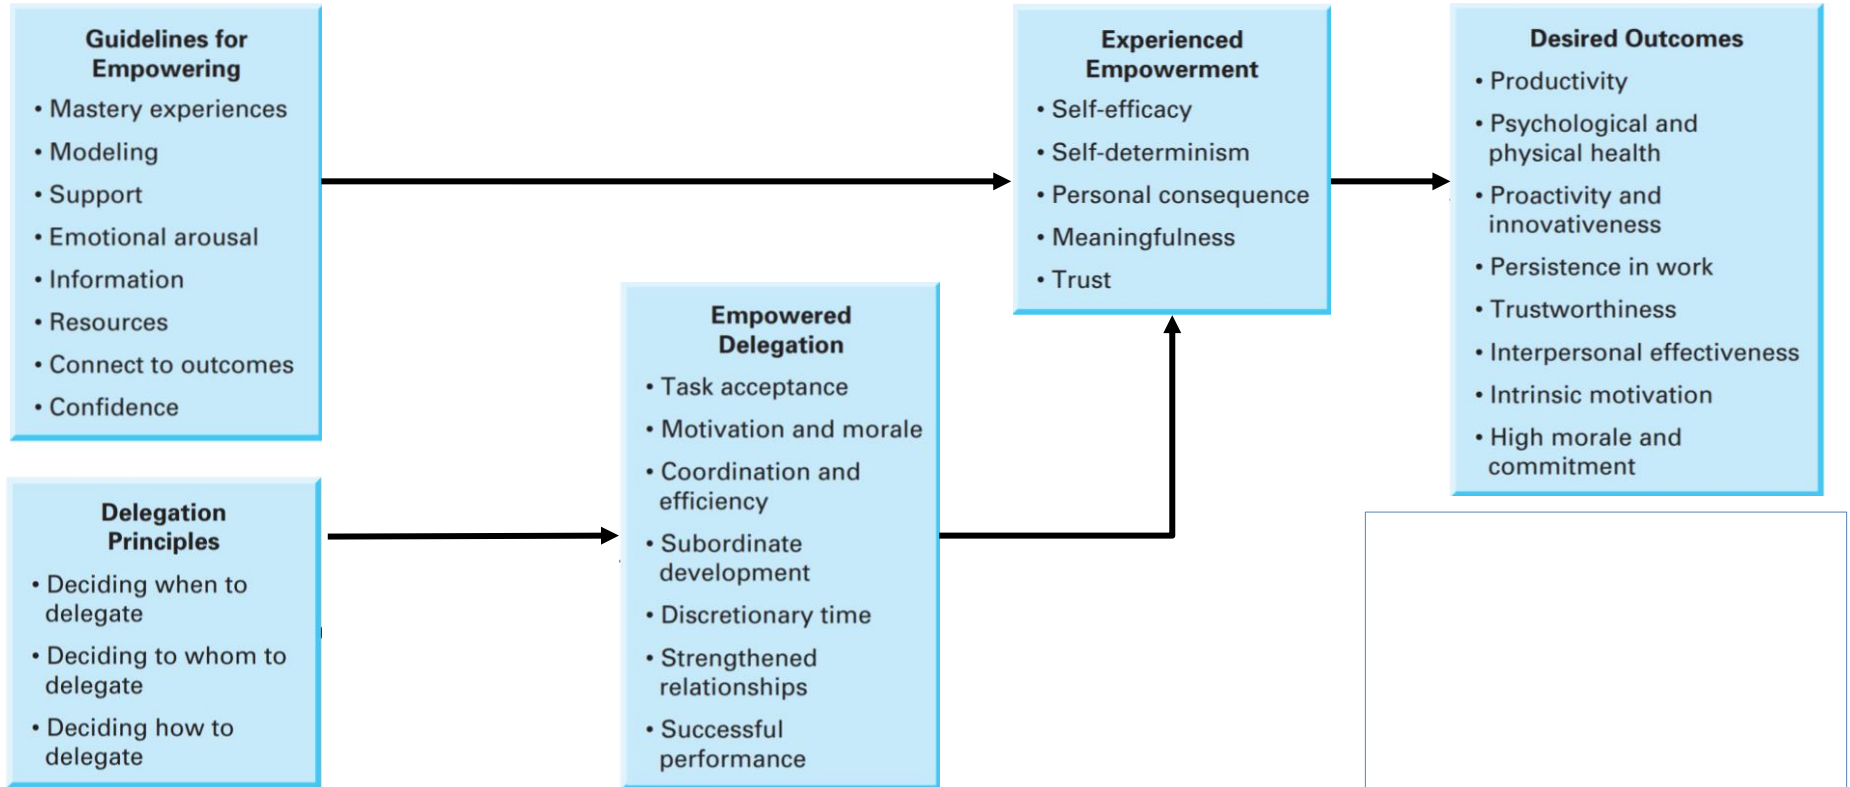 Guidelines for
Empowering
• Mastery experiences
• Modeling
• Support
• Emotional arousal
• Information
• Resources
• Connect to outcomes
• Confidence
Delegation
Principles
• Deciding when to
delegate
• Deciding to whom to
delegate
• Deciding how to
delegate
Empowered
Delegation
• Task acceptance
• Motivation and morale
• Coordination and
efficiency
• Subordinate
development
• Discretionary time
• Strengthened
relationships
• Successful
performance
Experienced
Empowerment
• Self-efficacy
• Self-determinism
• Personal consequence
• Meaningfulness
• Trust
Desired Outcomes
• Productivity
• Psychological and
physical health
• Proactivity and
innovativeness
• Persistence in work
• Trustworthiness
• Interpersonal effectiveness
• Intrinsic motivation
• High morale and
commitment